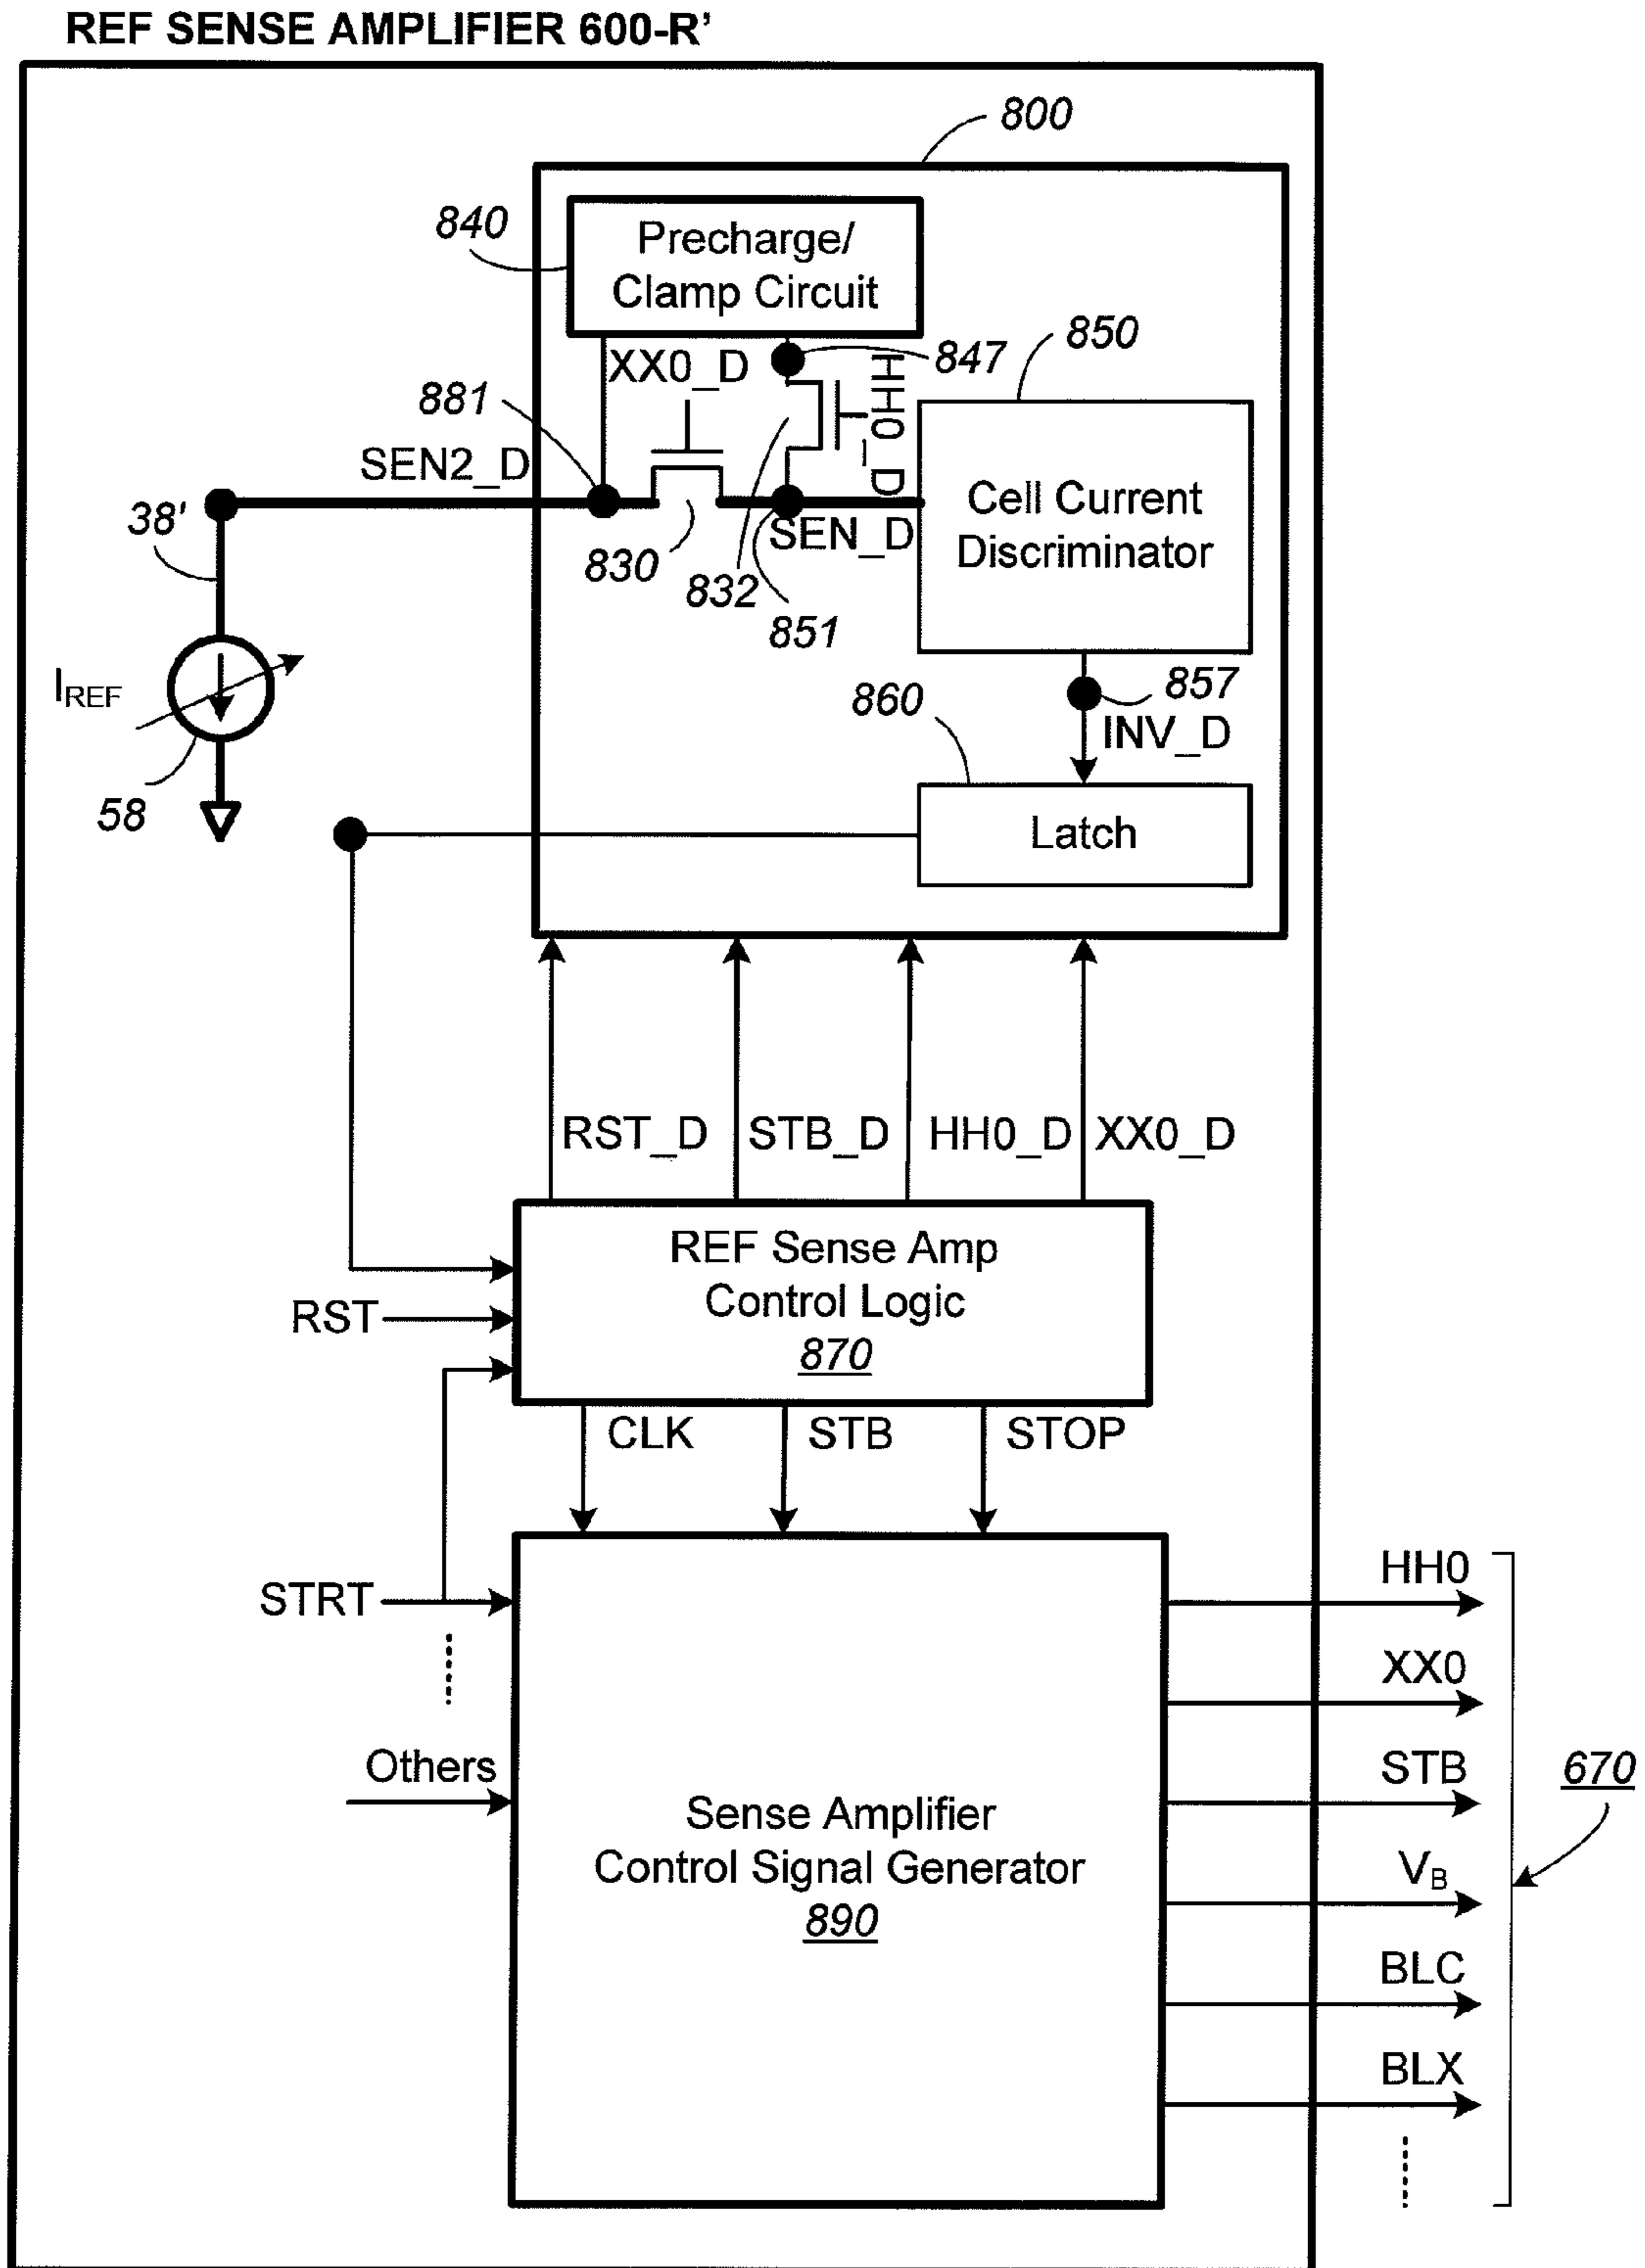 REF SENSE AMPLIFIER 600-R’
800
840
Precharge/
Clamp Circuit
XX0_D
847
HH0_D
850
881
SEN2_D
Cell Current
Discriminator
38'
SEN_D
830
832
851
IREF
857
860
INV_D
58
Latch
RST_D
STB_D
HH0_D
XX0_D
REF Sense Amp
Control Logic
870
RST
CLK
STB
STOP
STRT
HH0
XX0
Others
STB
670
Sense Amplifier
Control Signal Generator
890
VB
BLC
BLX